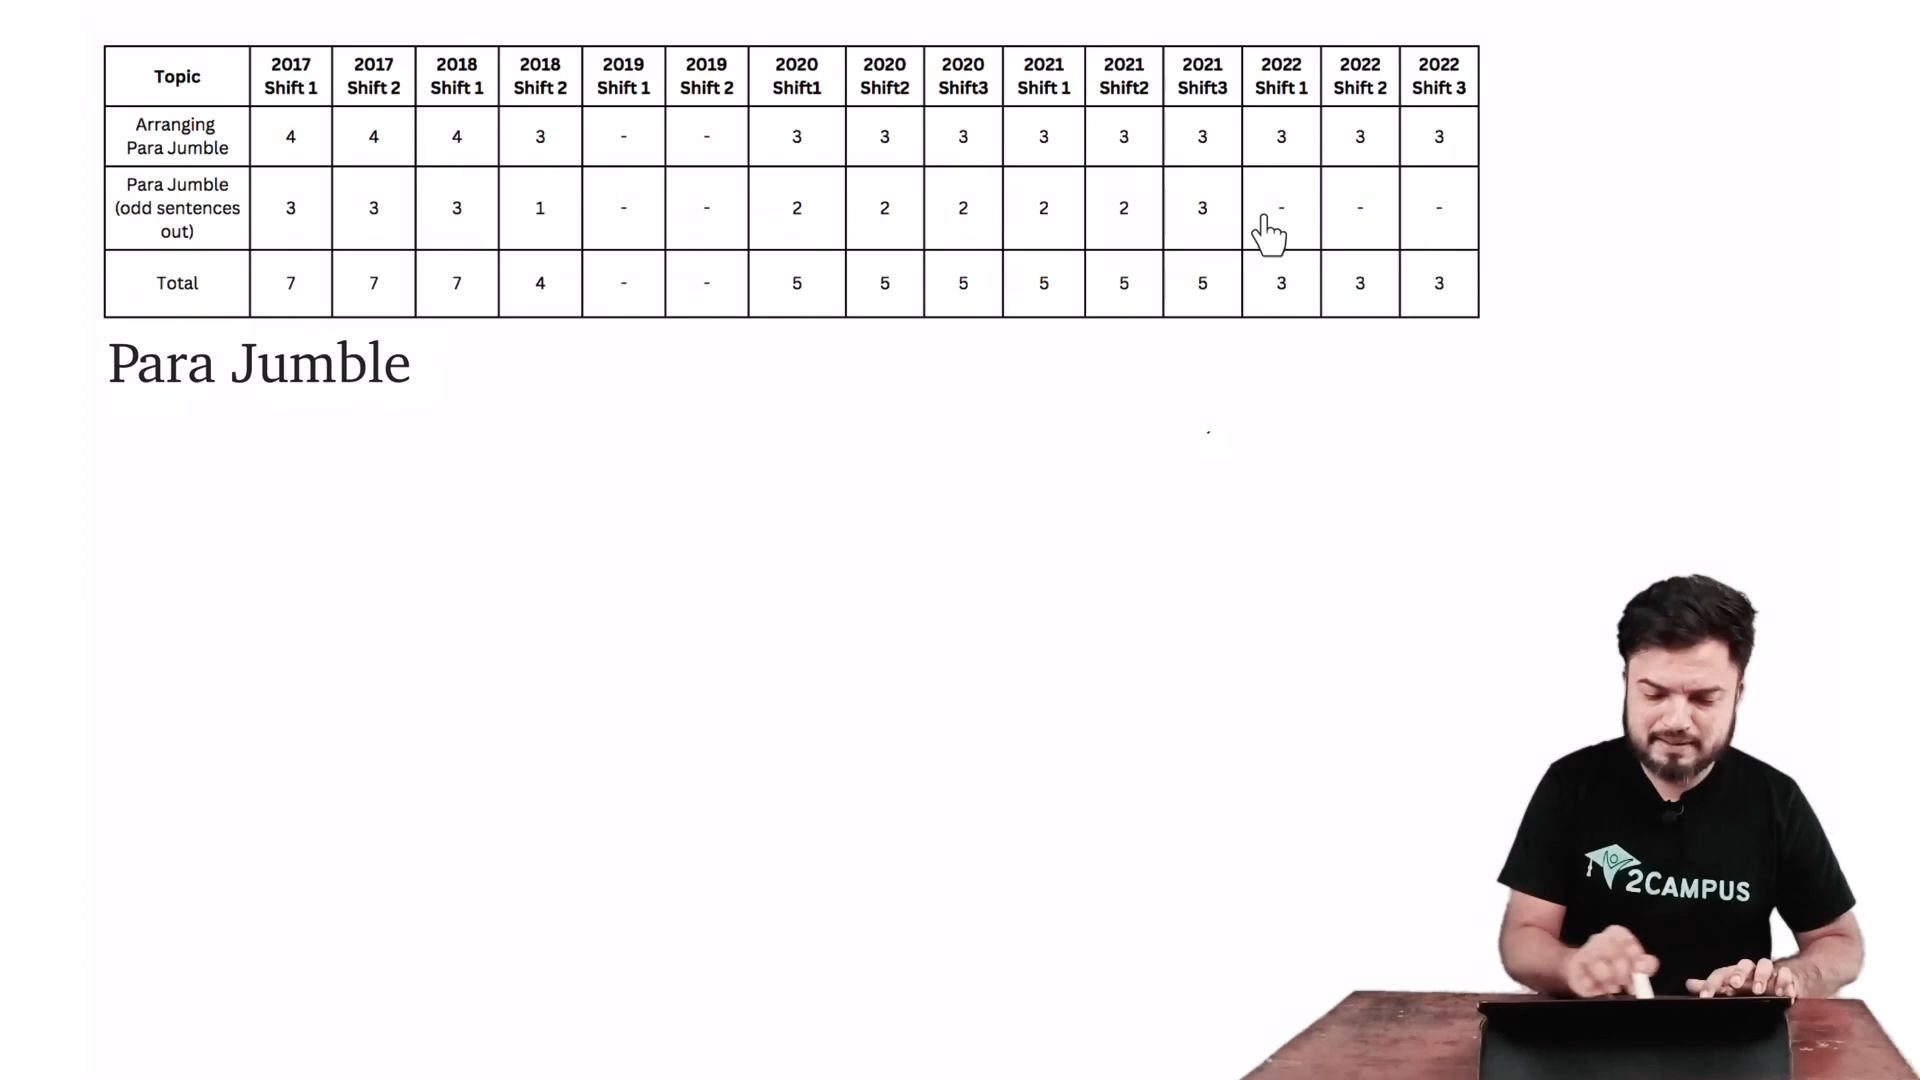 Topic 2017 Shift 1 2017 Shift 2 2018 Shift 1 2018 Shift 2 2019 Shift 1 2019 Shift 2 2020 Shift1 2020 Shift2 2020 Shift3 2021 Shift 1 2021 Shift2 2021 Shift3 2022 Shift 1 2022 Shift 2 2022 Shift 3
Arranging Para Jumble 4 4 4 3 - - 3 3 3 3 3 3 3 3 3
Para Jumble (odd sentences out) 3 3 3 1 - - 2 2 2 2 2 3 - - -
Total 7 7 7 4 - - 5 5 5 5 5 5 3 3 3
Para Jumble
2CAMPUS